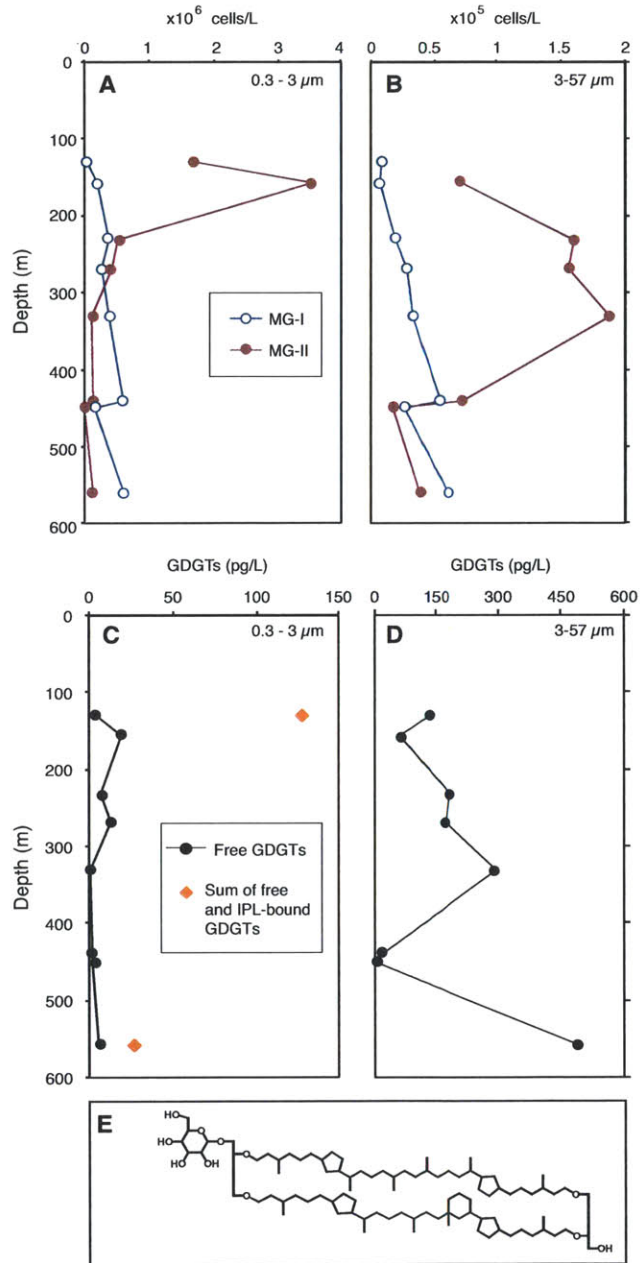 x10⁶ cells/L
x10⁵ cells/L
0 1 2 3 4
0 0.5 1 1.5 2
0
100
200
300
400
500
600
Depth (m)
A
0.3 - 3 µm
B
3-57 µm
MG-I
MG-II
GDGTs (pg/L)
GDGTs (pg/L)
0 50 100 150
0 150 300 450 600
0
100
200
300
400
500
600
Depth (m)
C
0.3 - 3 µm
D
3-57 µm
Free GDGTs
Sum of free
and IPL-bound
GDGTs
E
HO
O
HO
O
O
O
HO
OH
O
O
OH